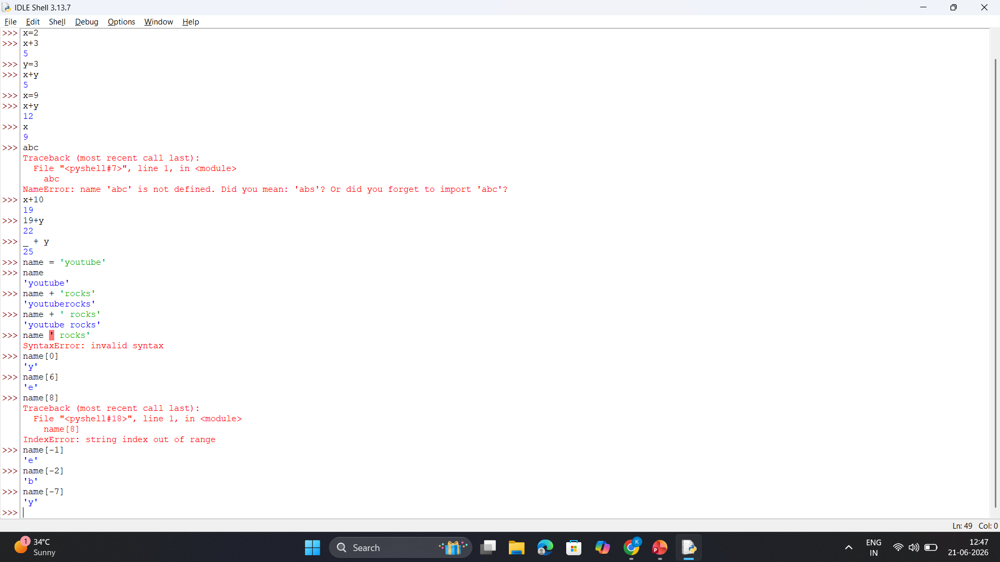 IDLE Shell 3.13.7
File Edit Shell Debug Options Window Help
>>> x=2
>>> x+3
5
>>> y=3
>>> x+y
5
>>> x=9
>>> x+y
12
>>> x
9
>>> abc
Traceback (most recent call last):
  File "<pyshell#7>", line 1, in <module>
    abc
NameError: name 'abc' is not defined. Did you mean: 'abs'? Or did you forget to import 'abc'?
>>> x+10
19
>>> 19+y
22
>>> _ + y
25
>>> name = 'youtube'
>>> name
'youtube'
>>> name + 'rocks'
'youtuberocks'
>>> name + ' rocks'
'youtube rocks'
>>> name ' rocks'
SyntaxError: invalid syntax
>>> name[0]
'y'
>>> name[6]
'e'
>>> name[8]
Traceback (most recent call last):
  File "<pyshell#18>", line 1, in <module>
    name[8]
IndexError: string index out of range
>>> name[-1]
'e'
>>> name[-2]
'b'
>>> name[-7]
'y'
>>>
Ln: 49 Col: 0
1
34°C
Sunny
Search
K
P
ENG
IN
12:47
21-06-2026